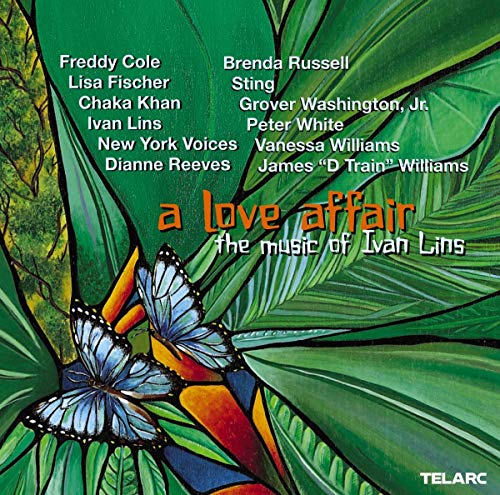 Freddy Cole
Lisa Fischer
Chaka Khan
Ivan Lins
New York Voices
Dianne Reeves
Brenda Russell
Sting
Grover Washington, Jr.
Peter White
Vanessa Williams
James "D Train" Williams
a love affair
the music of Ivan Lins
TELARC